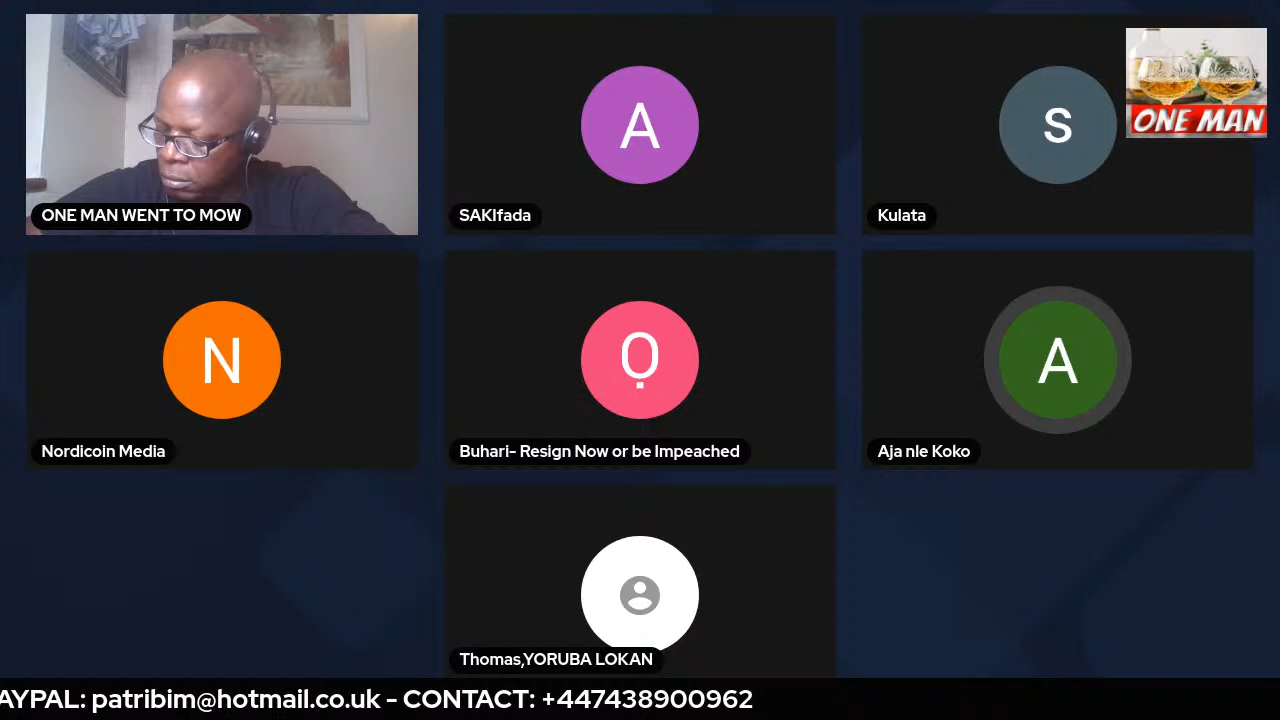 ONE MAN WENT TO MOW
A
SAKIfada
s
Kulata
ONE MAN
N
Nordicoin Media
Ọ
Buhari- Resign Now or be Impeached
A
Aja nle Koko
Thomas,YORUBA LOKAN
AYPAL: patribim@hotmail.co.uk - CONTACT: +447438900962